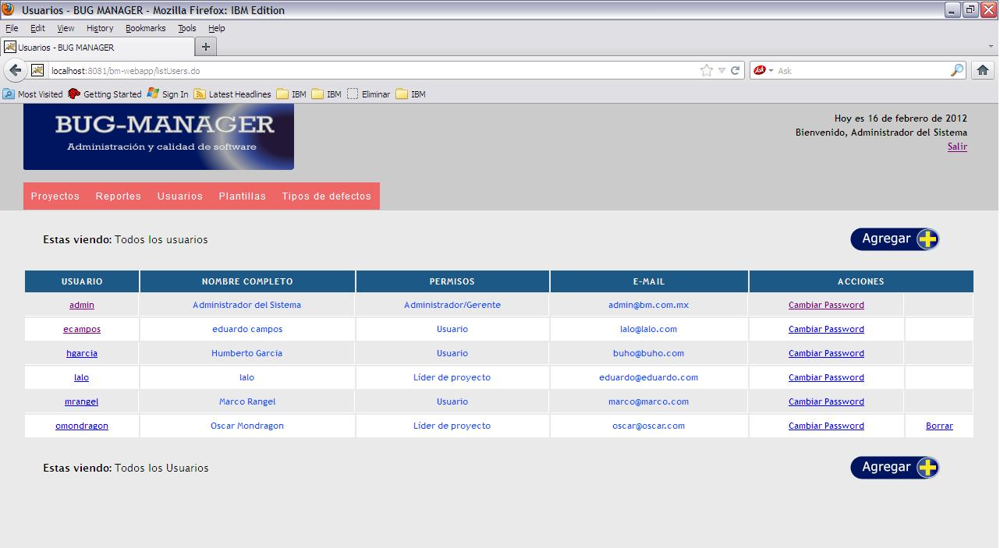 Usuarios - BUG MANAGER - Mozilla Firefox: IBM Edition
File Edit View History Bookmarks Tools Help
Usuarios - BUG MANAGER
localhost:8081/bm-webapp/listUsers.do
Ask Ask
Most Visited Getting Started Sign In Latest Headlines IBM IBM Eliminar IBM
BUG-MANAGER
Administración y calidad de software
Hoy es 16 de febrero de 2012
Bienvenido, Administrador del Sistema
Salir
Proyectos Reportes Usuarios Plantillas Tipos de defectos
Estas viendo: Todos los usuarios
Agregar
USUARIO NOMBRE COMPLETO PERMISOS E-MAIL ACCIONES
admin Administrador del Sistema Administrador/Gerente admin@bm.com.mx Cambiar Password
ecampos eduardo campos Usuario lalo@lalo.com Cambiar Password
hgarcia Humberto Garcia Usuario buho@buho.com Cambiar Password
lalo lalo Líder de proyecto eduardo@eduardo.com Cambiar Password
mrangel Marco Rangel Usuario marco@marco.com Cambiar Password
omondragon Oscar Mondragon Líder de proyecto oscar@oscar.com Cambiar Password Borrar
Estas viendo: Todos los Usuarios
Agregar